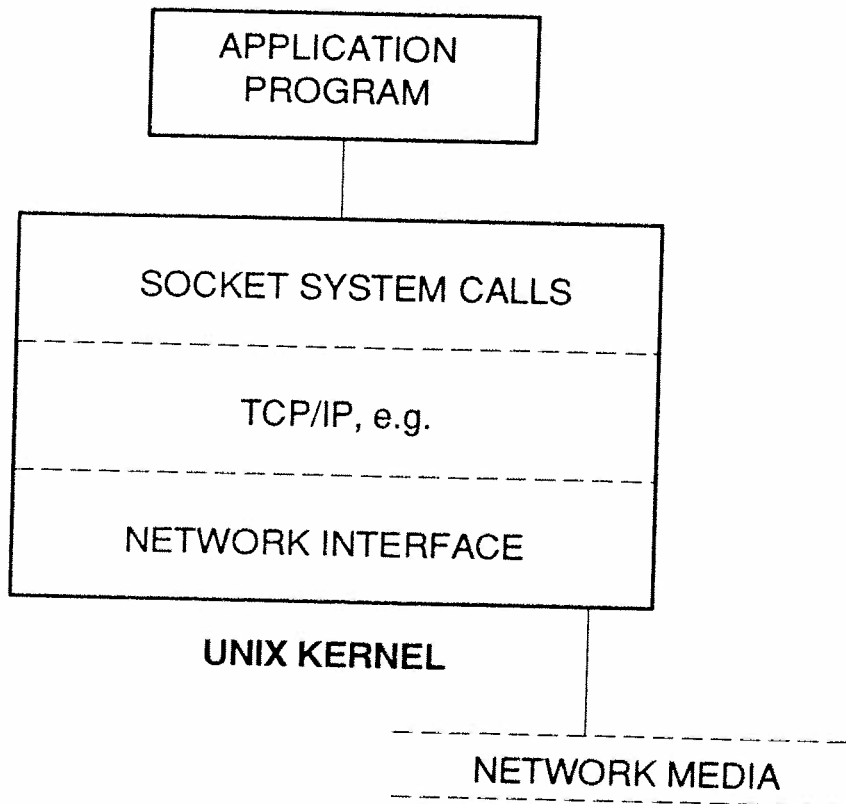 APPLICATION
PROGRAM
SOCKET SYSTEM CALLS
TCP/IP, e.g.
NETWORK INTERFACE
UNIX KERNEL
NETWORK MEDIA